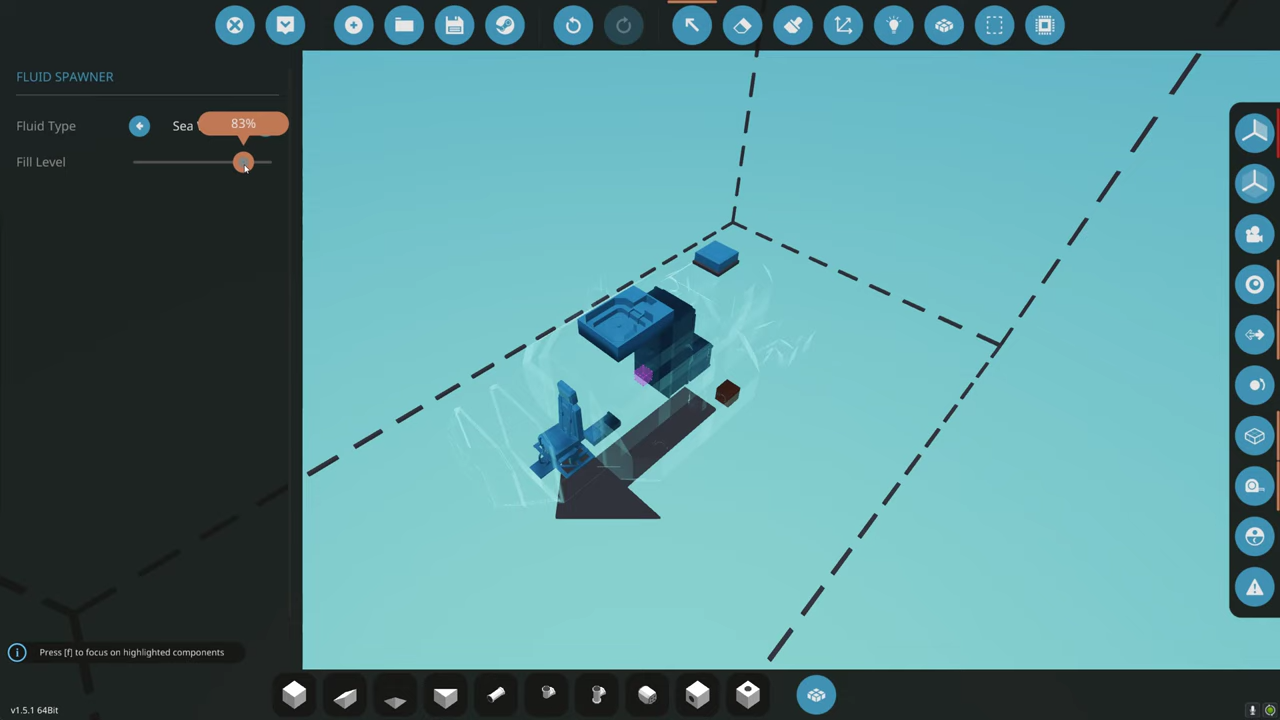 FLUID SPAWNER
Fluid Type
Sea
83%
Fill Level
Press [f] to focus on highlighted components
v1.5.1 64Bit